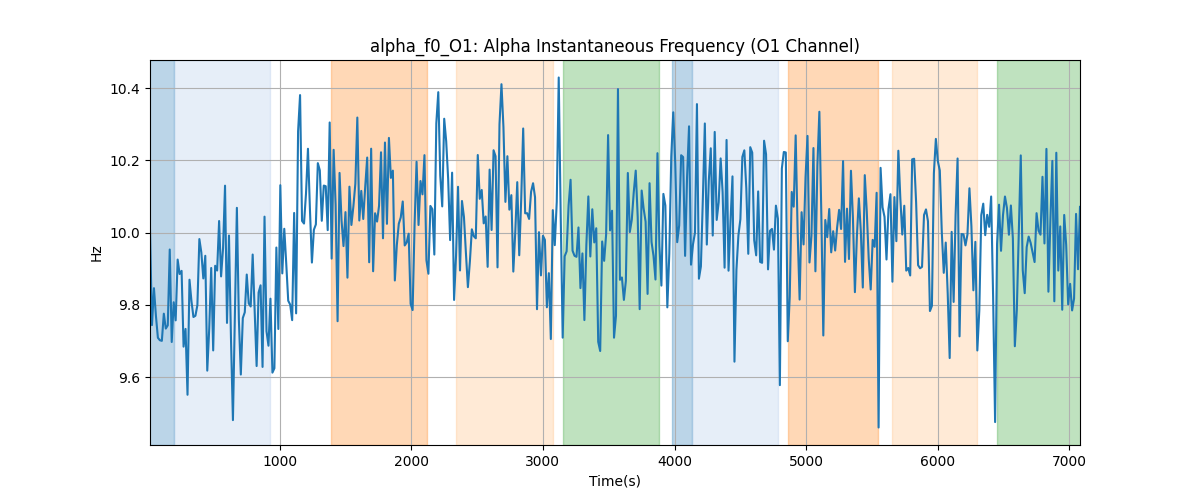 alpha_f0_O1: Alpha Instantaneous Frequency (O1 Channel)
Hz
10.4
10.2
10.0
9.8
9.6
1000 2000 3000 4000 5000 6000 7000
Time(s)